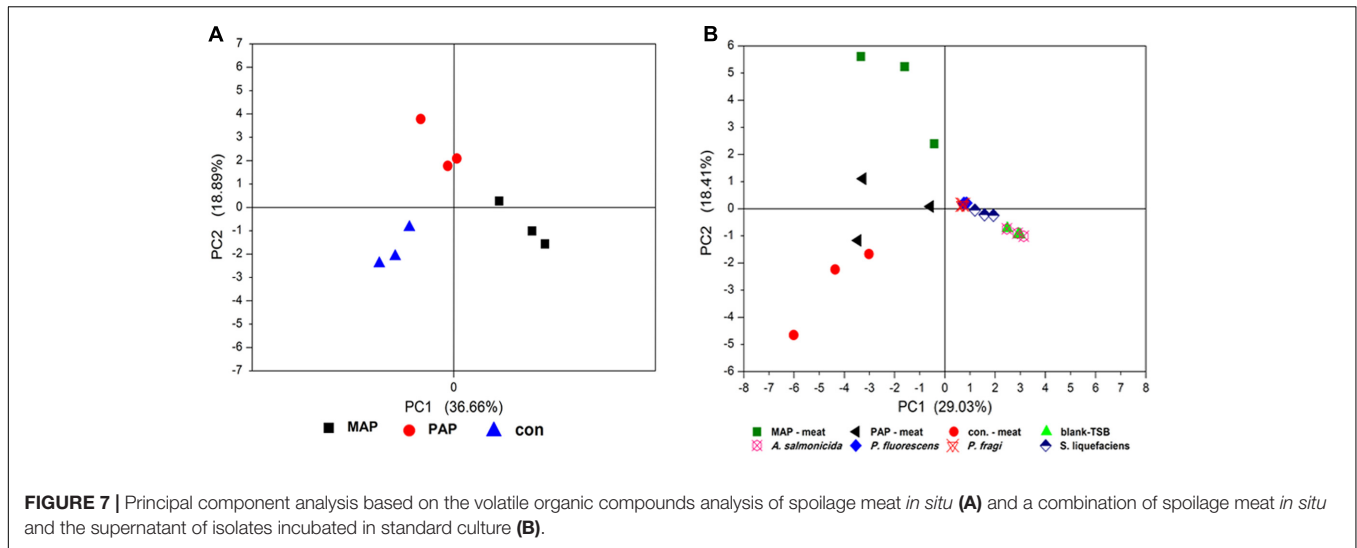 A
7
6
5
4
3
2
1
0
-1
-2
-3
-4
-5
-6
-7
PC2 (18.89%)
0
PC1 (36.66%)
MAP PAP con
B
6
5
4
3
2
1
0
-1
-2
-3
-4
-5
-6
PC2 (18.41%)
-8 -7 -6 -5 -4 -3 -2 -1 0 1 2 3 4 5 6 7 8
PC1 (29.03%)
MAP - meat PAP - meat con. - meat blank-TSB
A. salmonicida P. fluorescens P. fragi S. liquefaciens
FIGURE 7 | Principal component analysis based on the volatile organic compounds analysis of spoilage meat in situ (A) and a combination of spoilage meat in situ
and the supernatant of isolates incubated in standard culture (B).